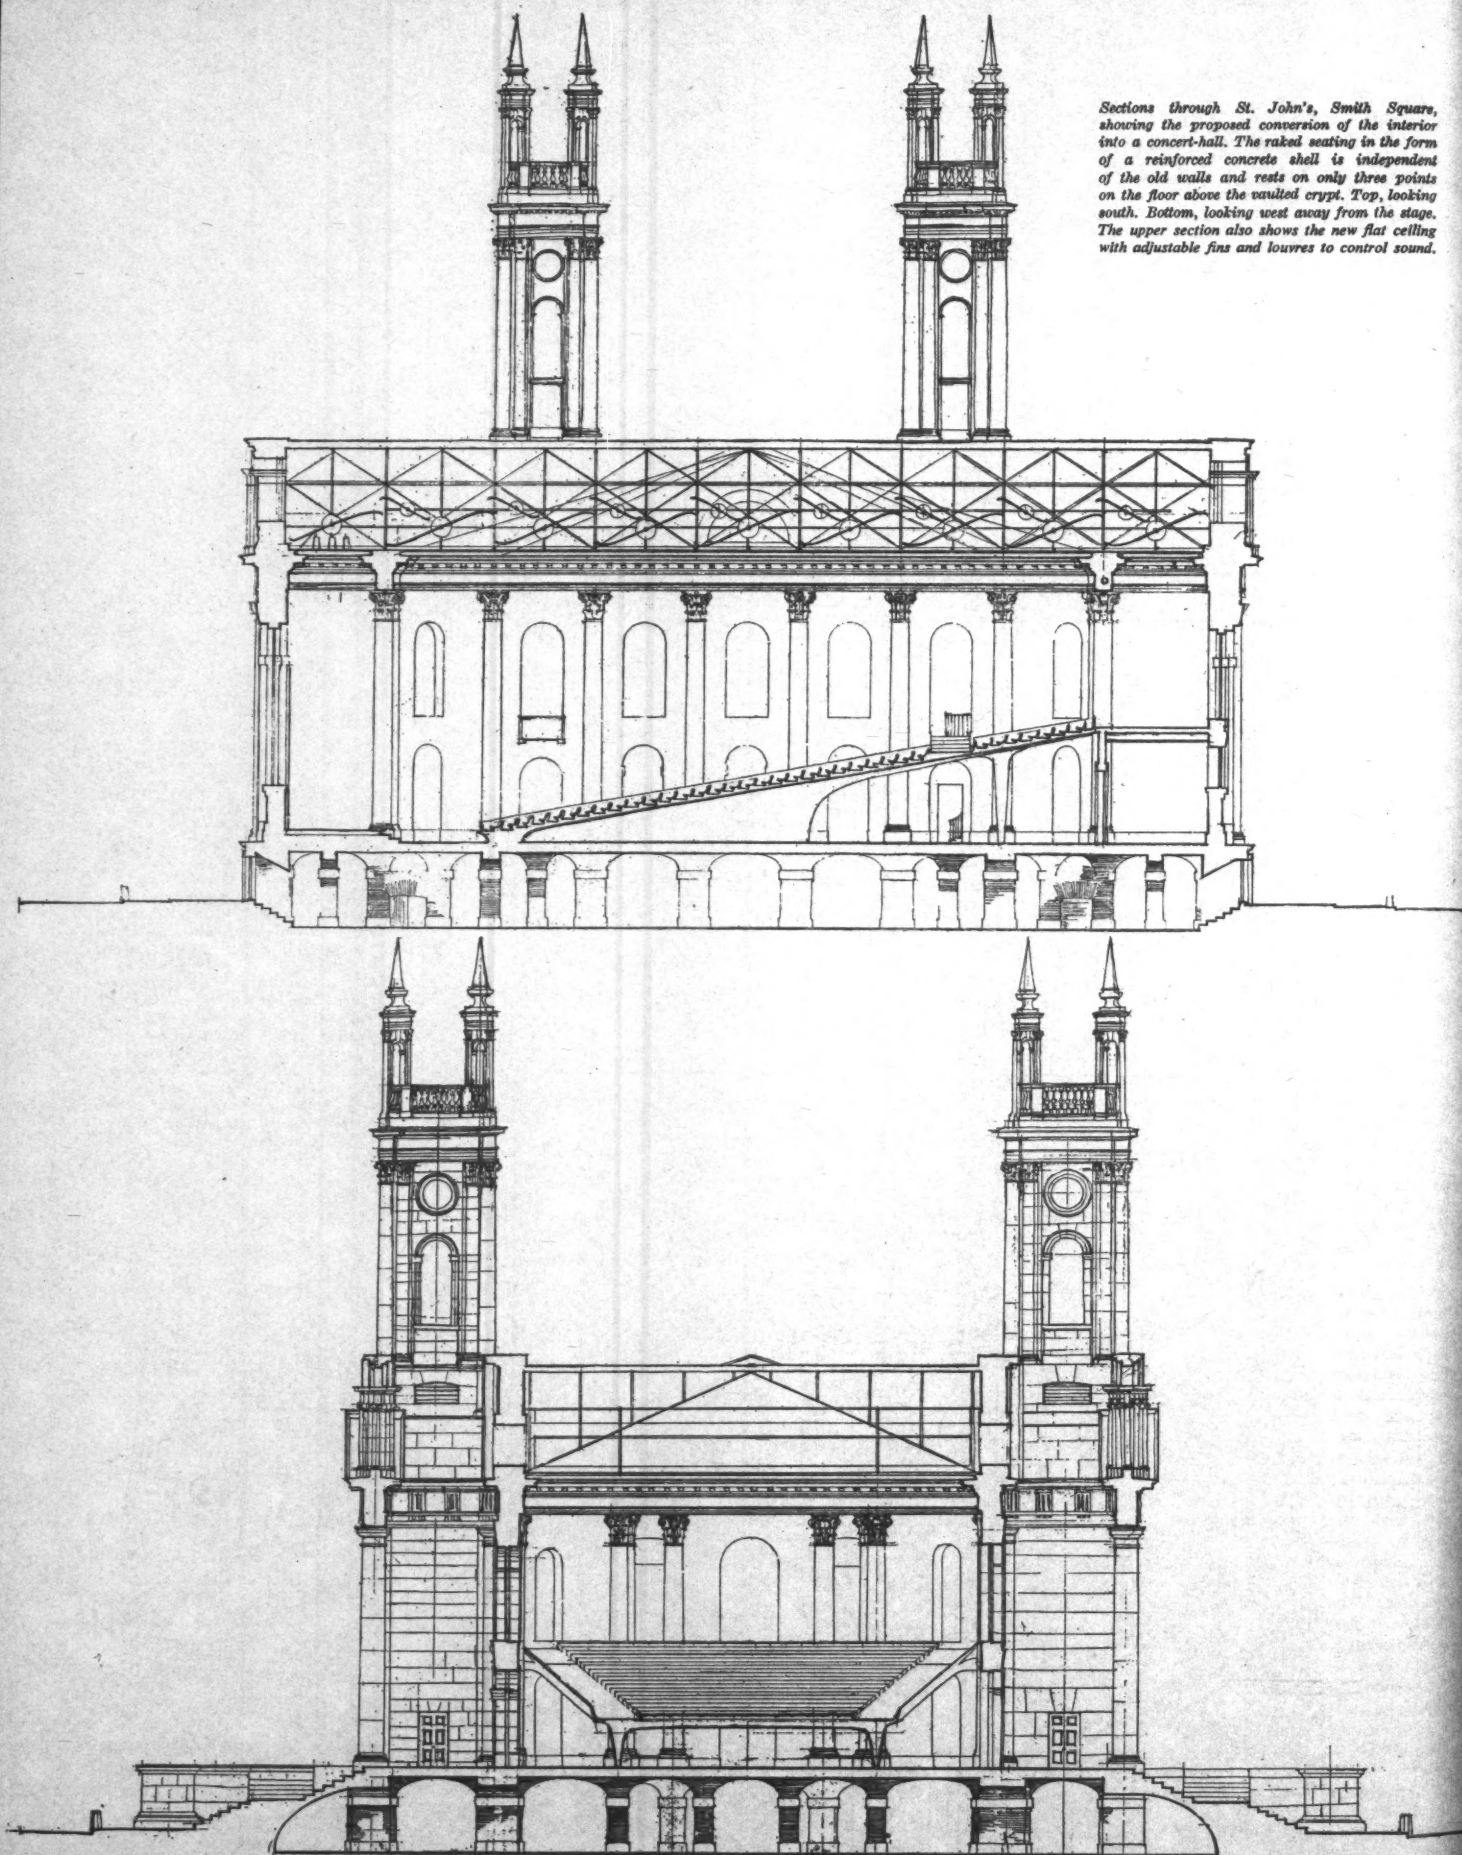 Sections through St. John's, Smith Square,
showing the proposed conversion of the interior
into a concert-hall. The raked seating in the form
of a reinforced concrete shell is independent
of the old walls and rests on only three points
on the floor above the vaulted crypt. Top, looking
south. Bottom, looking west away from the stage.
The upper section also shows the new flat ceiling
with adjustable fins and louvres to control sound.